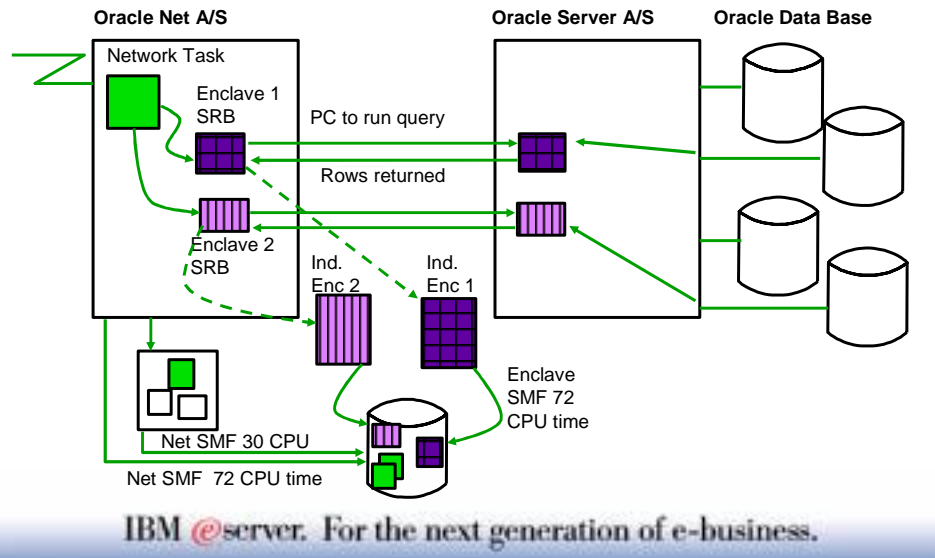 Oracle Net A/S
Oracle Server A/S
Oracle Data Base
Network Task
Enclave 1
SRB
PC to run query
Rows returned
Enclave 2
SRB
Ind.
Enc 2
Ind.
Enc 1
Enclave
SMF 72
CPU time
Net SMF 30 CPU
Net SMF 72 CPU time
IBM @server. For the next generation of e-business.